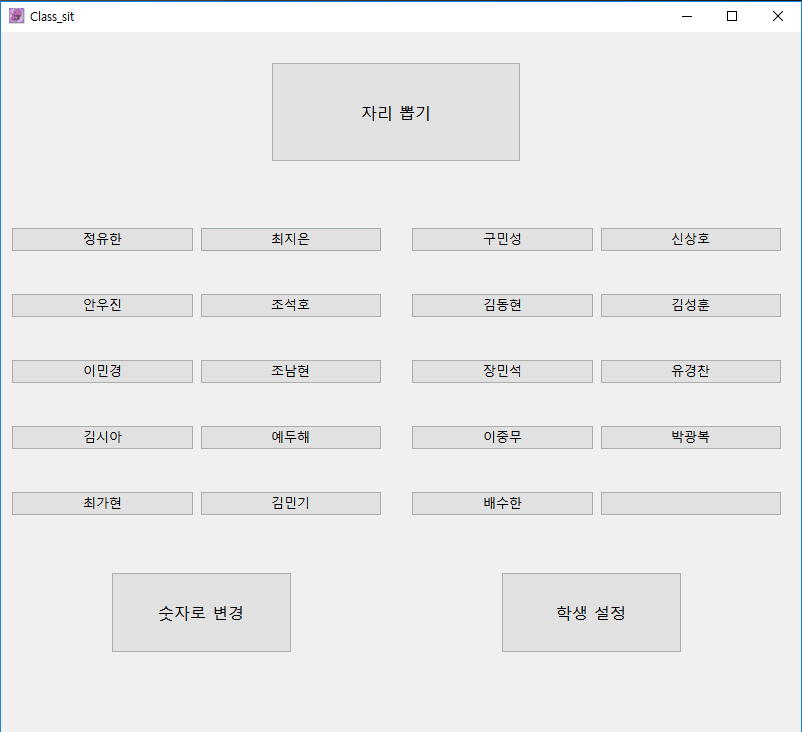 Class_sit
자리 뽑기
정유한 최지은 구민성 신상호
안우진 조석호 김동현 김성훈
이민경 조남현 장민석 유경찬
김시아 예두해 이중무 박광복
최가현 김민기 배수한
숫자로 변경 학생 설정